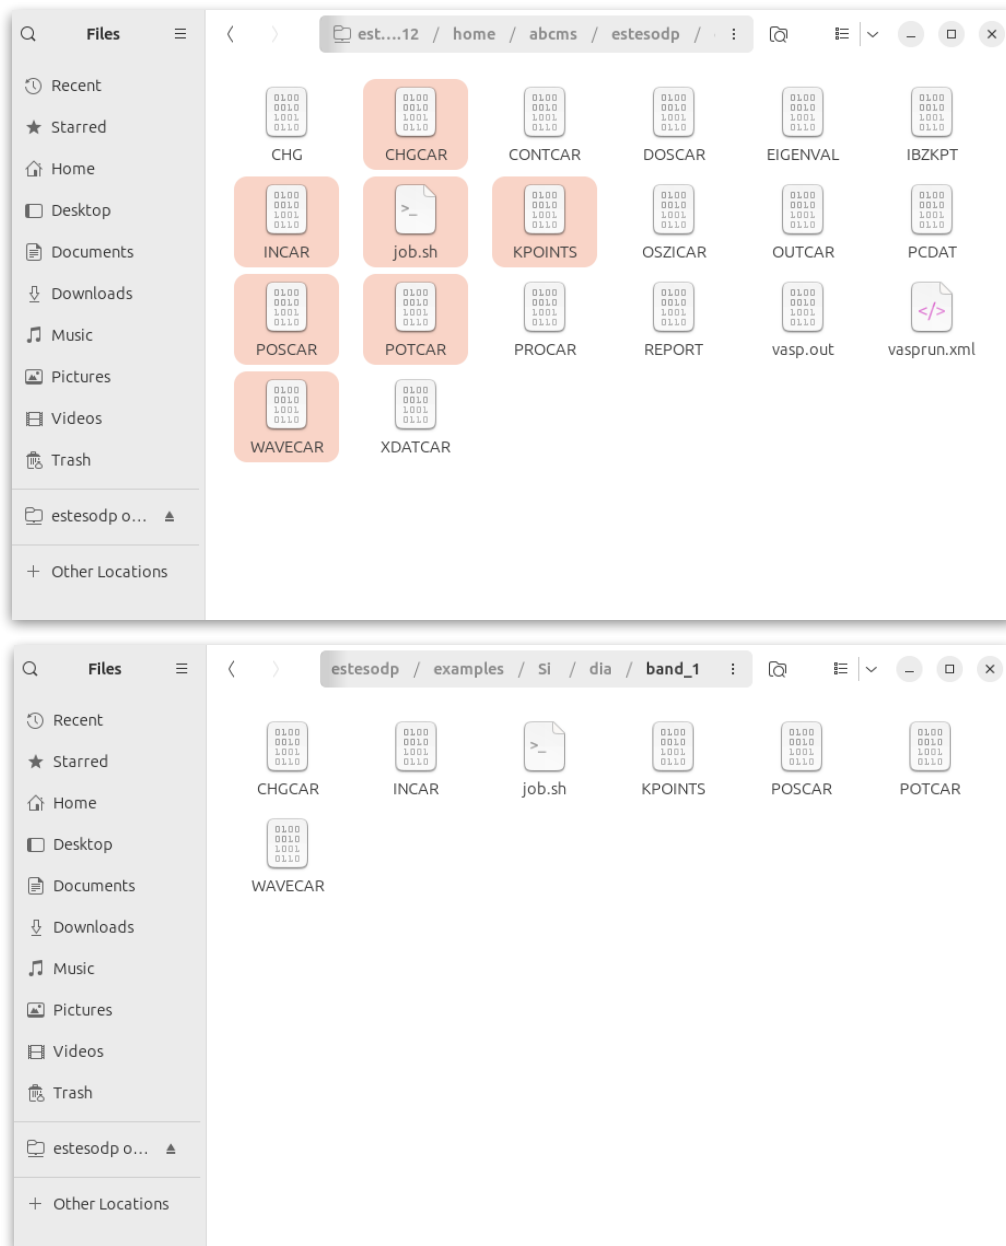 Files
est....12 / home / abcms / estesodp /
Recent
Starred
Home
Desktop
Documents
Downloads
Music
Pictures
Videos
Trash
estesodp o...
Other Locations
CHG CHGCAR CONTCAR DOSCAR EIGENVAL IBZKPT
INCAR job.sh KPOINTS OSZICAR OUTCAR PCDAT
POSCAR POTCAR PROCAR REPORT vasp.out vasprun.xml
WAVECAR XDATCAR
Files
estesodp / examples / Si / dia / band_1
Recent
Starred
Home
Desktop
Documents
Downloads
Music
Pictures
Videos
Trash
estesodp o...
Other Locations
CHGCAR INCAR job.sh KPOINTS POSCAR POTCAR
WAVECAR